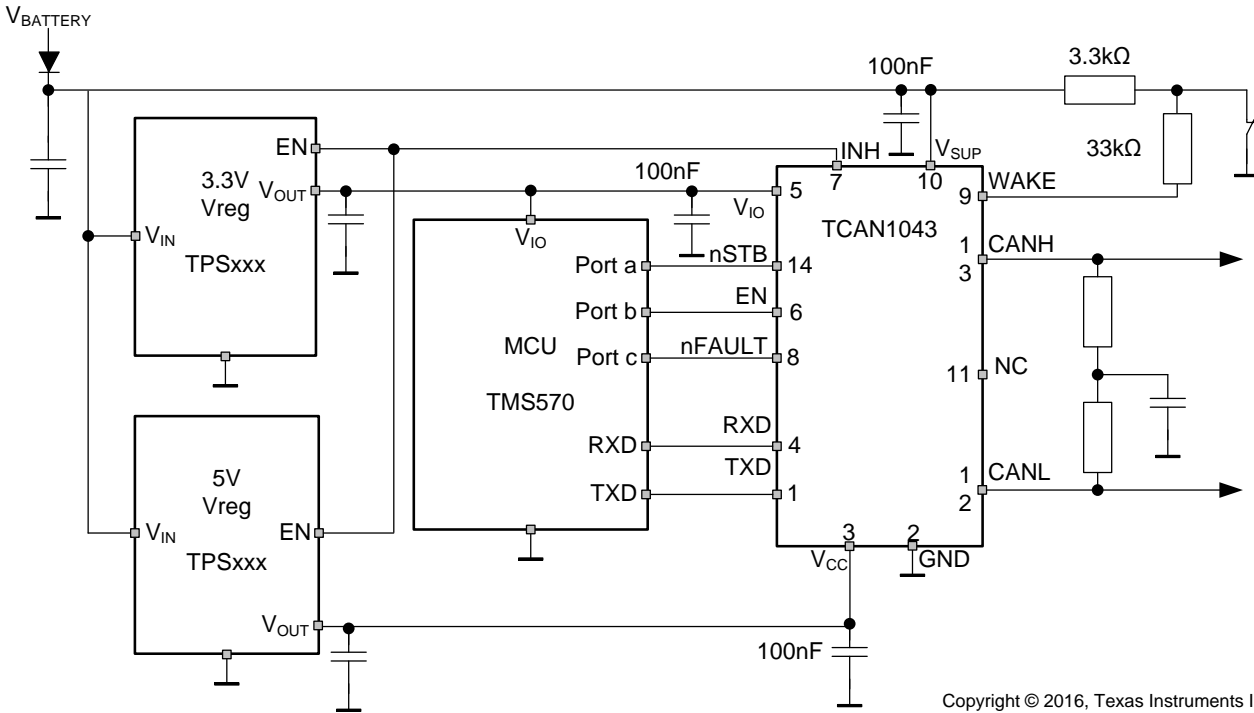 VBATTERY
100nF
3.3kΩ
33kΩ
EN
INH
VSUP
3.3V
Vreg
VOUT
100nF
7
10
WAKE
9
5
VIO
TCAN1043
VIN
TPSxxx
VIO
Port a
nSTB
14
1
3
CANH
Port b
EN
6
MCU
Port c
nFAULT
8
11
NC
TMS570
RXD
RXD
4
TXD
TXD
1
1
2
CANL
5V
Vreg
VIN
EN
TPSxxx
3
2
VCC
GND
VOUT
100nF
Copyright © 2016, Texas Instruments I